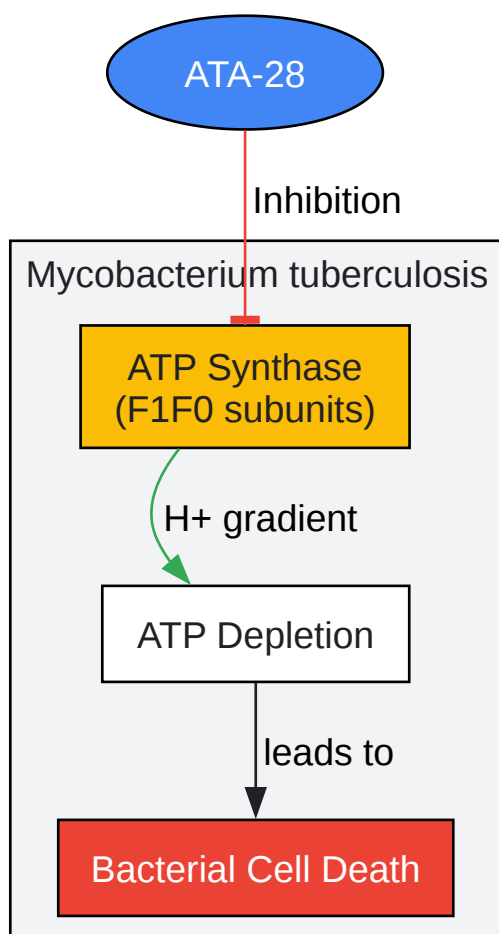 ATA-28
Inhibition
Mycobacterium tuberculosis
ATP Synthase
(F1F0 subunits)
H+ gradient
ATP Depletion
leads to
Bacterial Cell Death